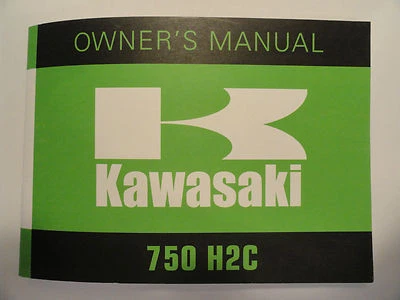 OWNER'S MANUAL
Kawasaki
750 H2C